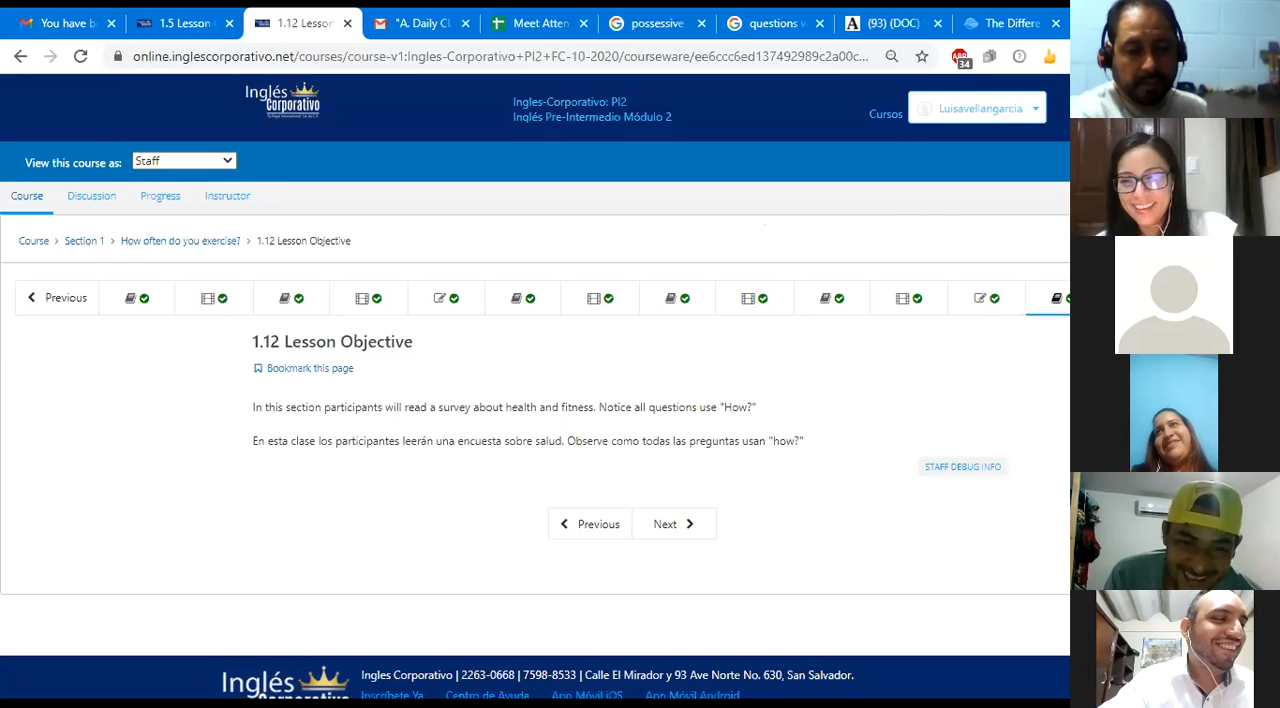 You have b
1.5 Lesson
1.12 Lesson
"A. Daily Cl
Meet Atten
possessive
questions w
(93) (DOC)
The Differe
online.inglescorporativo.net/courses/course-v1:Ingles-Corporativo+PI2+FC-10-2020/courseware/ee6ccc6ed137492989c2a00c...
34
Inglés
Corporativo
Ingles-Corporativo: PI2
Inglés Pre-Intermedio Módulo 2
Cursos
Luisavellangarcia
View this course as:
Staff
Course
Discussion
Progress
Instructor
Course > Section 1 > How often do you exercise? > 1.12 Lesson Objective
Previous
1.12 Lesson Objective
Bookmark this page
In this section participants will read a survey about health and fitness. Notice all questions use "How?"
En esta clase los participantes leerán una encuesta sobre salud. Observe como todas las preguntas usan "how?"
STAFF DEBUG INFO
Previous
Next
Inglés
Corporativo
Ingles Corporativo | 2263-0668 | 7598-8533 | Calle El Mirador y 93 Ave Norte No. 630, San Salvador.
Inscríbete Ya
Centro de Ayuda
App Móvil iOS
App Móvil Android